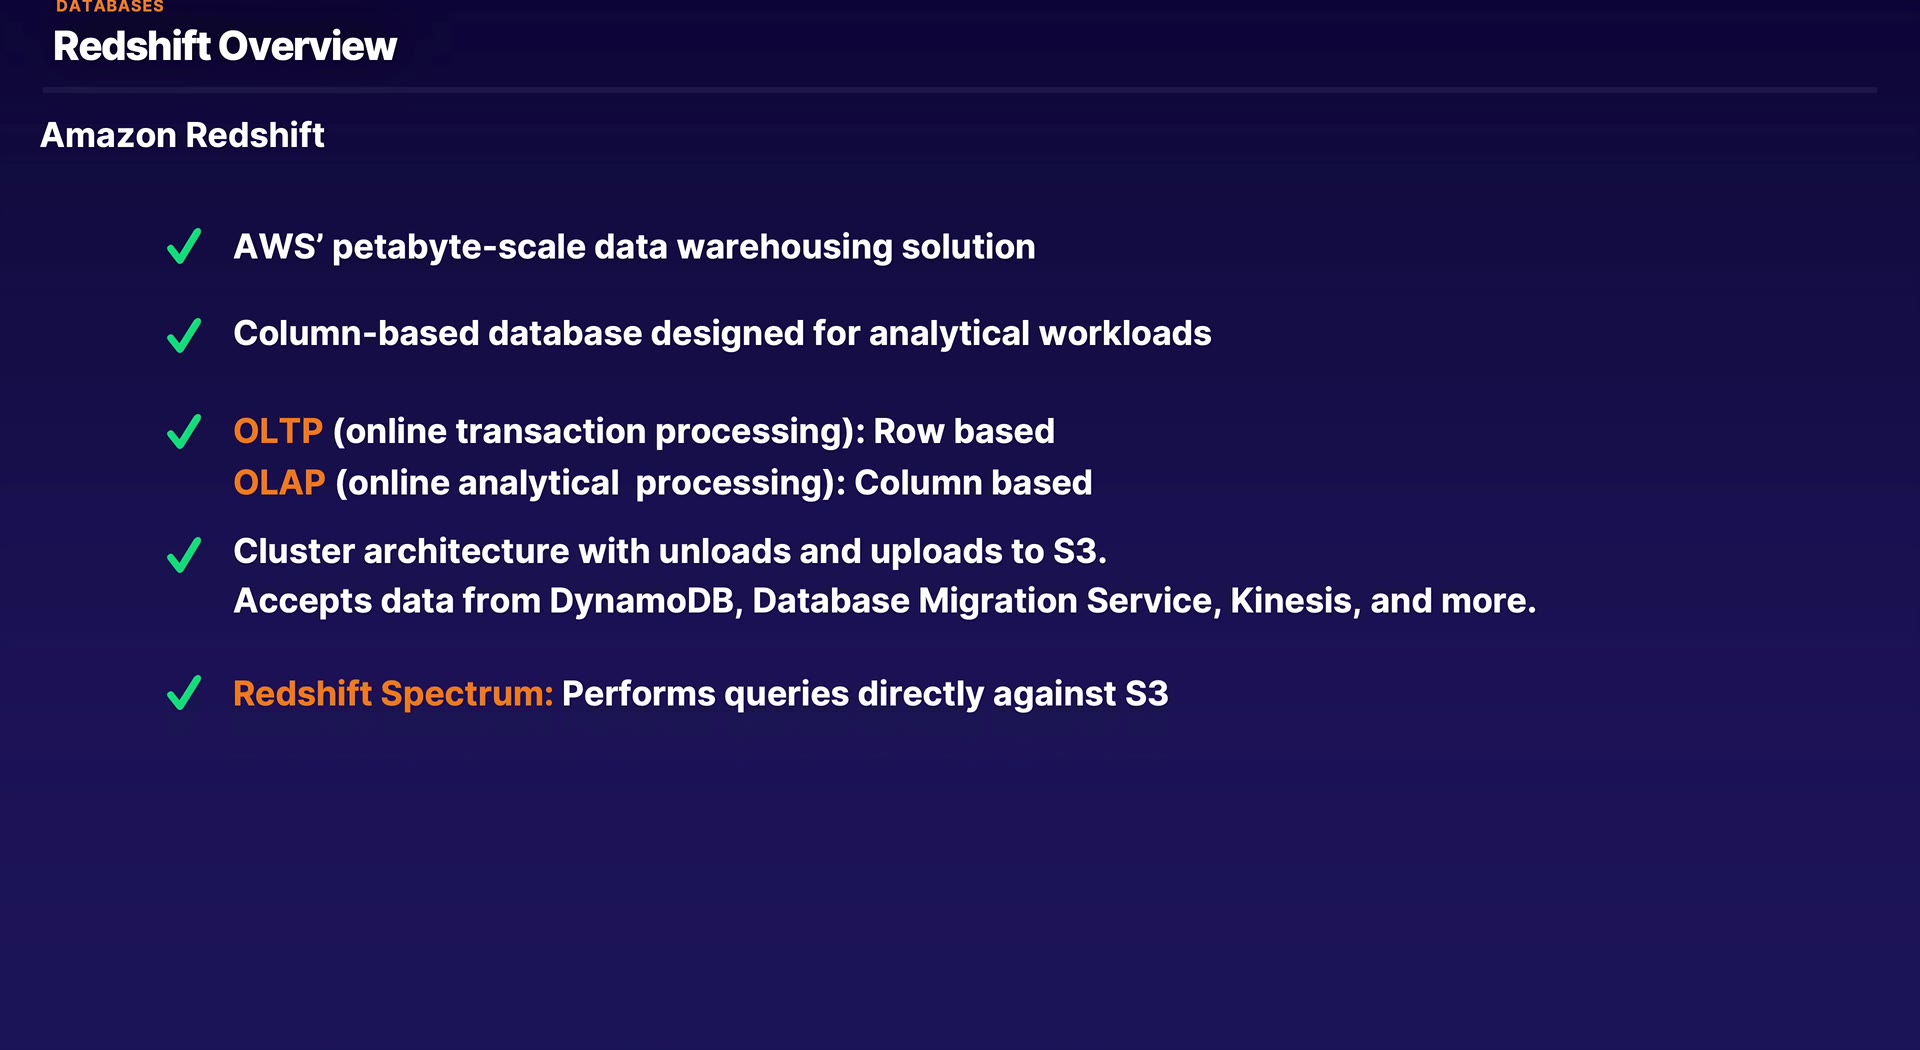 DATABASES
Redshift Overview
Amazon Redshift
AWS’ petabyte-scale data warehousing solution
Column-based database designed for analytical workloads
OLTP (online transaction processing): Row based
OLAP (online analytical  processing): Column based
Cluster architecture with unloads and uploads to S3.
Accepts data from DynamoDB, Database Migration Service, Kinesis, and more.
Redshift Spectrum: Performs queries directly against S3